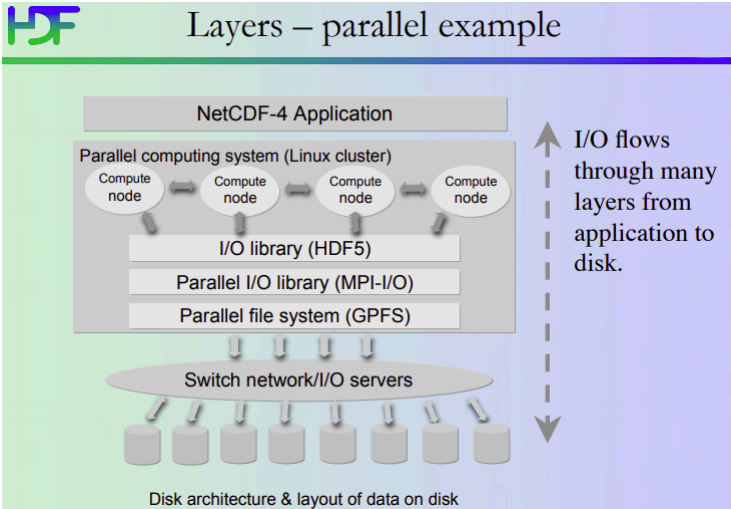 HDF
Layers – parallel example
NetCDF-4 Application
Parallel computing system (Linux cluster)
Compute
node
Compute
node
Compute
node
Compute
node
I/O library (HDF5)
Parallel I/O library (MPI-I/O)
Parallel file system (GPFS)
Switch network/I/O servers
Disk architecture & layout of data on disk
I/O flows
through many
layers from
application to
disk.